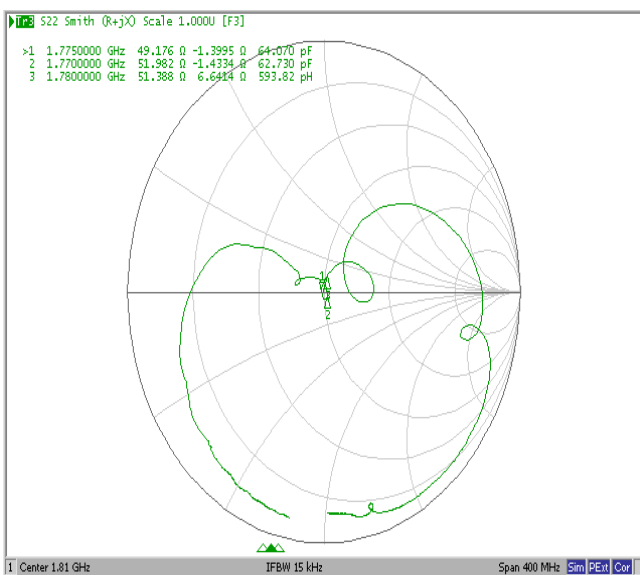 Tr3 S22 Smith (R+jX) Scale 1.000U [F3]
>1 1.7750000 GHz 49.176 Ω -1.3995 Ω 64.070 pF
2 1.7700000 GHz 51.982 Ω -1.4334 Ω 62.730 pF
3 1.7800000 GHz 51.388 Ω 6.6414 Ω 593.82 pH
2
1 Center 1.81 GHz IFBW 15 kHz Span 400 MHz Sim PExt Cor